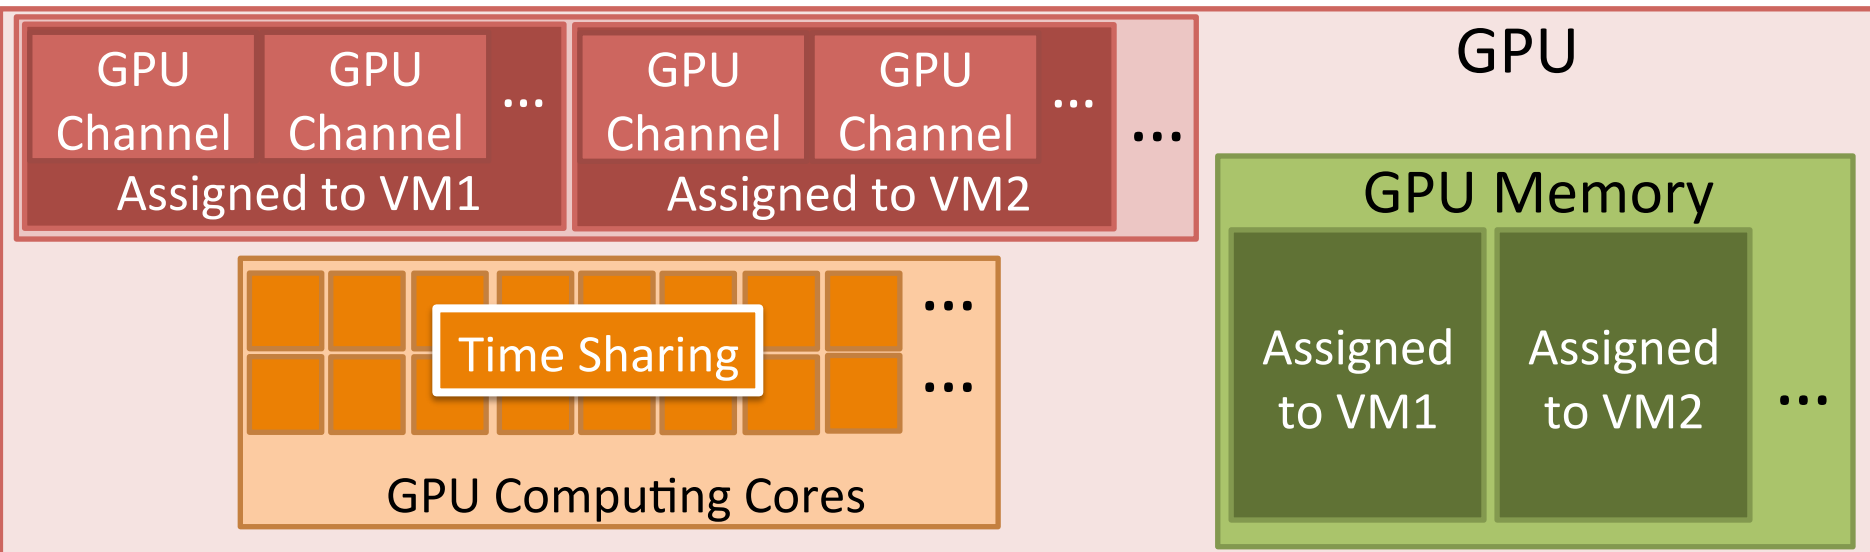 GPU
Channel
GPU
Channel
...
Assigned to VM1
GPU
Channel
GPU
Channel
...
Assigned to VM2
...
GPU
GPU Memory
Assigned
to VM1
Assigned
to VM2
...
...
Time Sharing
...
GPU Computing Cores